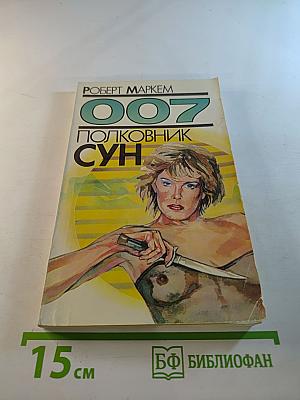 Роберт Маркем
007
ПОЛКОВНИК
СУН
15 см
БФ БИБЛИОФАН